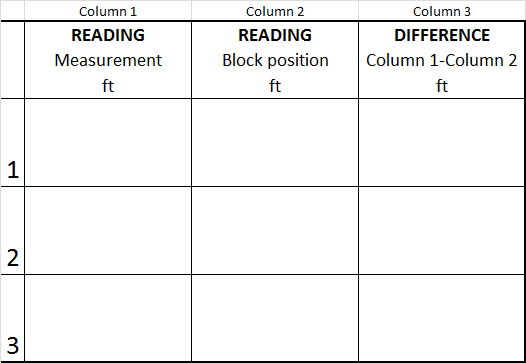 Column 1 Column 2 Column 3
READING READING DIFFERENCE
Measurement Block position Column 1-Column 2
ft ft ft
1
2
3